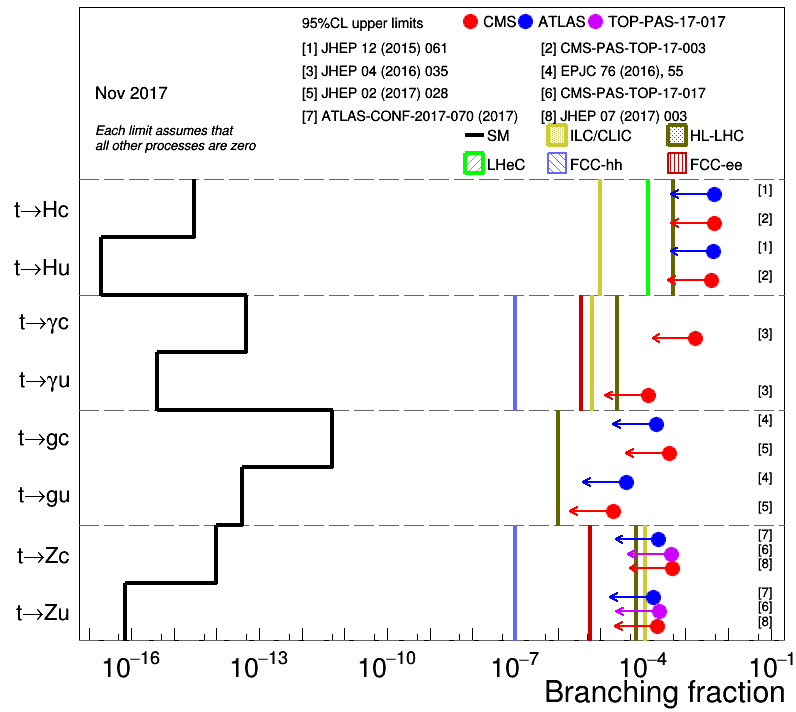 95%CL upper limits CMS ATLAS TOP-PAS-17-017
[1] JHEP 12 (2015) 061 [2] CMS-PAS-TOP-17-003
[3] JHEP 04 (2016) 035 [4] EPJC 76 (2016), 55
Nov 2017 [5] JHEP 02 (2017) 028 [6] CMS-PAS-TOP-17-017
[7] ATLAS-CONF-2017-070 (2017) [8] JHEP 07 (2017) 003
Each limit assumes that
all other processes are zero
SM ILC/CLIC HL-LHC
LHeC FCC-hh FCC-ee
[1]
t→Hc
[2]
[1]
t→Hu
[2]
t→γc
[3]
t→γu
[3]
[4]
t→gc
[5]
[4]
t→gu
[5]
[7]
t→Zc [6]
[8]
[7]
t→Zu [6]
[8]
10⁻¹⁶ 10⁻¹³ 10⁻¹⁰ 10⁻⁷ 10⁻⁴ 10⁻¹
Branching fraction